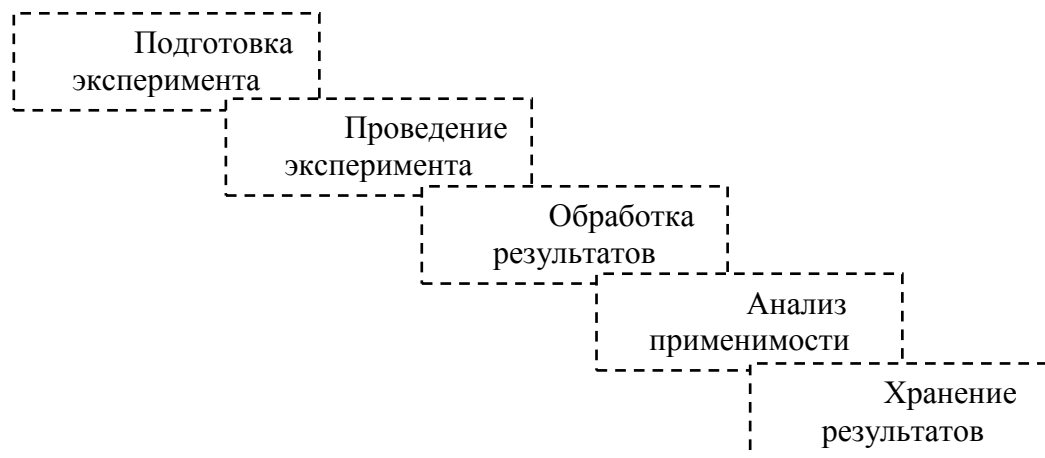 Подготовка
эксперимента
Проведение
эксперимента
Обработка
результатов
Анализ
применимости
Хранение
результатов